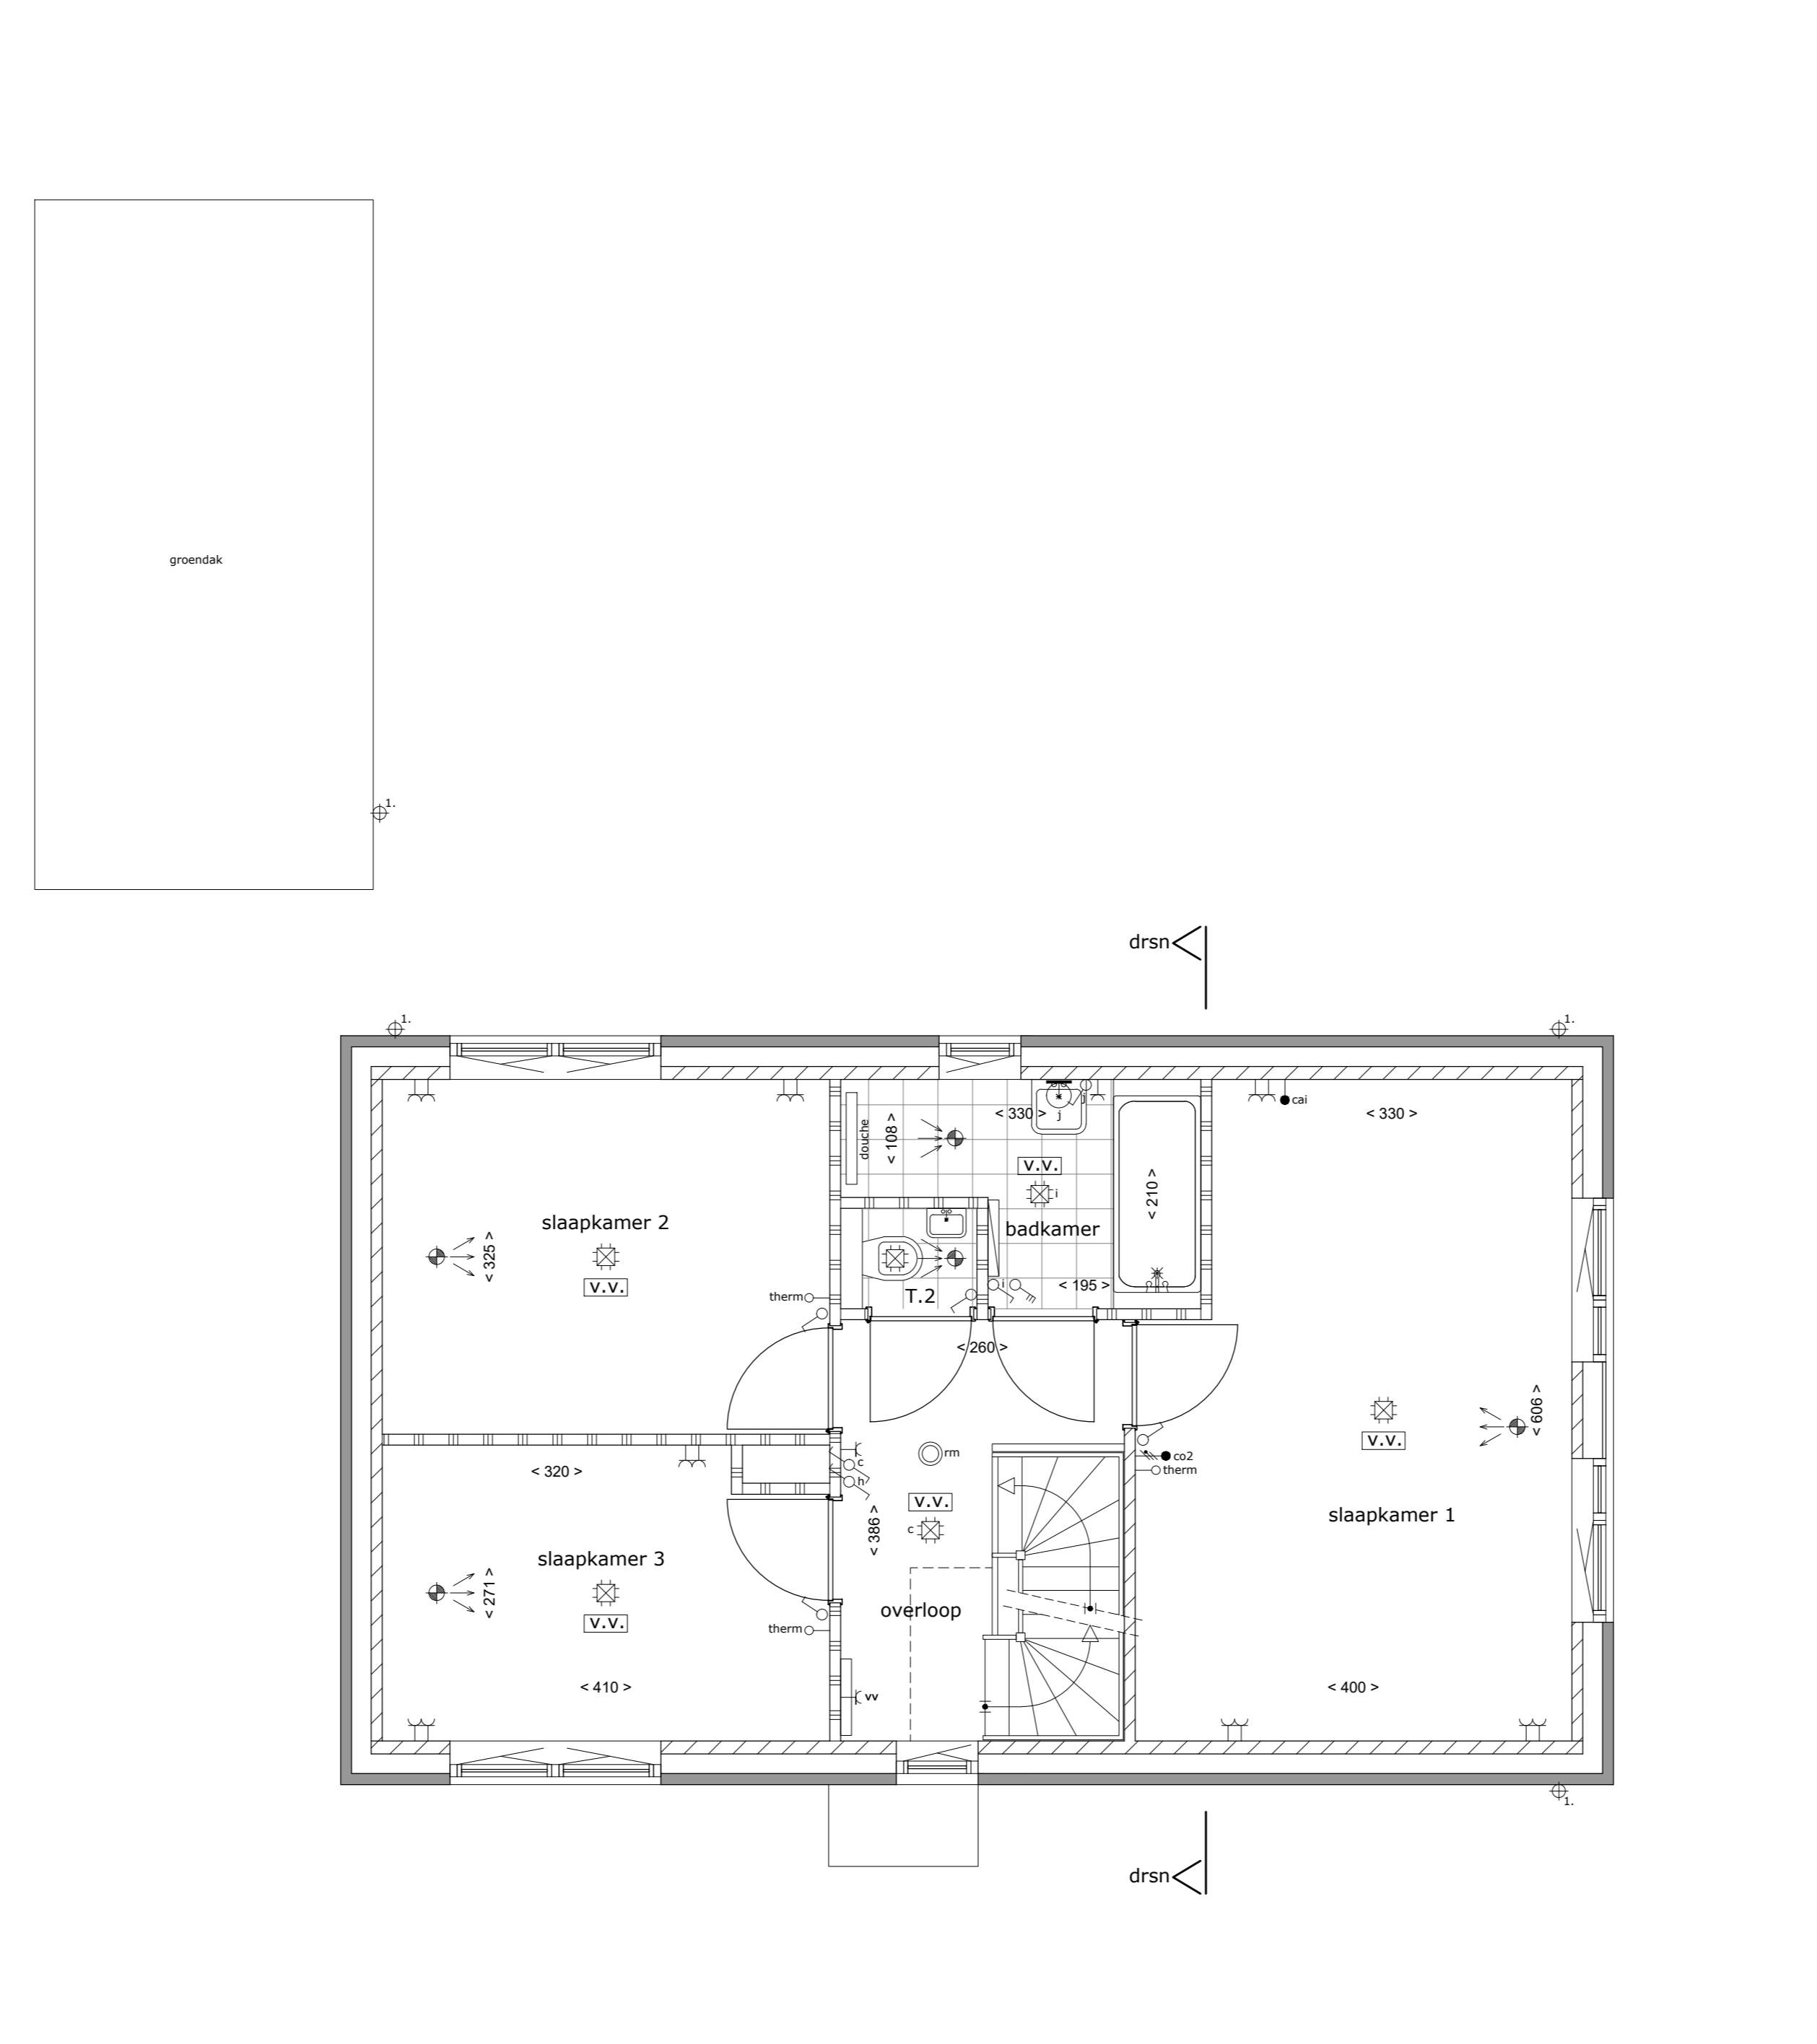 groendak
1.
drsn
1.
1.
cai
< 330 >
j
< 330 >
j
douche
< 108 >
v.v.
i
< 210 >
slaapkamer 2
badkamer
< 325 >
v.v.
i
< 195 >
therm
T.2
< 260 >
< 606 >
v.v.
rm
c
co2
< 320 >
therm
h
v.v.
slaapkamer 1
c
< 386 >
slaapkamer 3
< 271 >
overloop
v.v.
therm
< 410 >
vv
< 400 >
1.
drsn